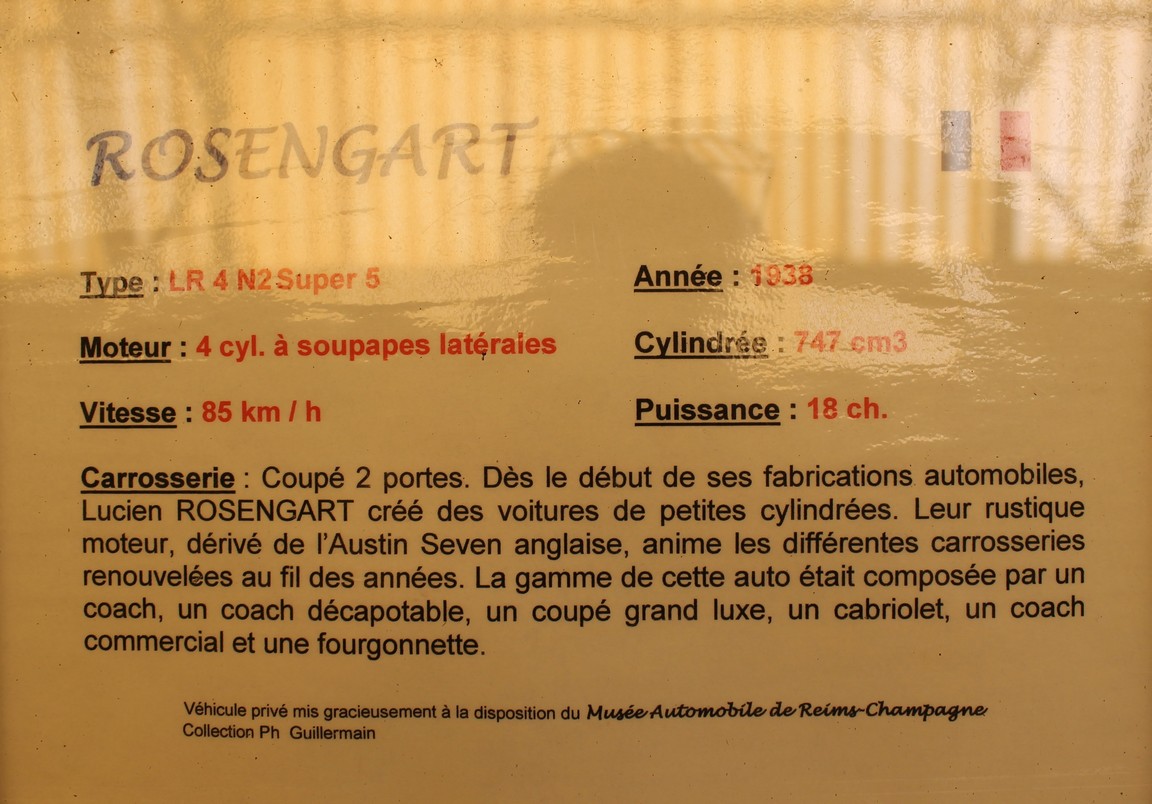 ROSENGART
Type : LR 4 N2 Super 5 Année : 1938
Moteur : 4 cyl. à soupapes latérales Cylindrée : 747 cm3
Vitesse : 85 km / h Puissance : 18 ch.
Carrosserie : Coupé 2 portes. Dès le début de ses fabrications automobiles,
Lucien ROSENGART créé des voitures de petites cylindrées. Leur rustique
moteur, dérivé de l'Austin Seven anglaise, anime les différentes carrosseries
renouvelées au fil des années. La gamme de cette auto était composée par un
coach, un coach décapotable, un coupé grand luxe, un cabriolet, un coach
commercial et une fourgonnette.
Véhicule privé mis gracieusement à la disposition du Musée Automobile de Reims-Champagne
Collection Ph Guillermain